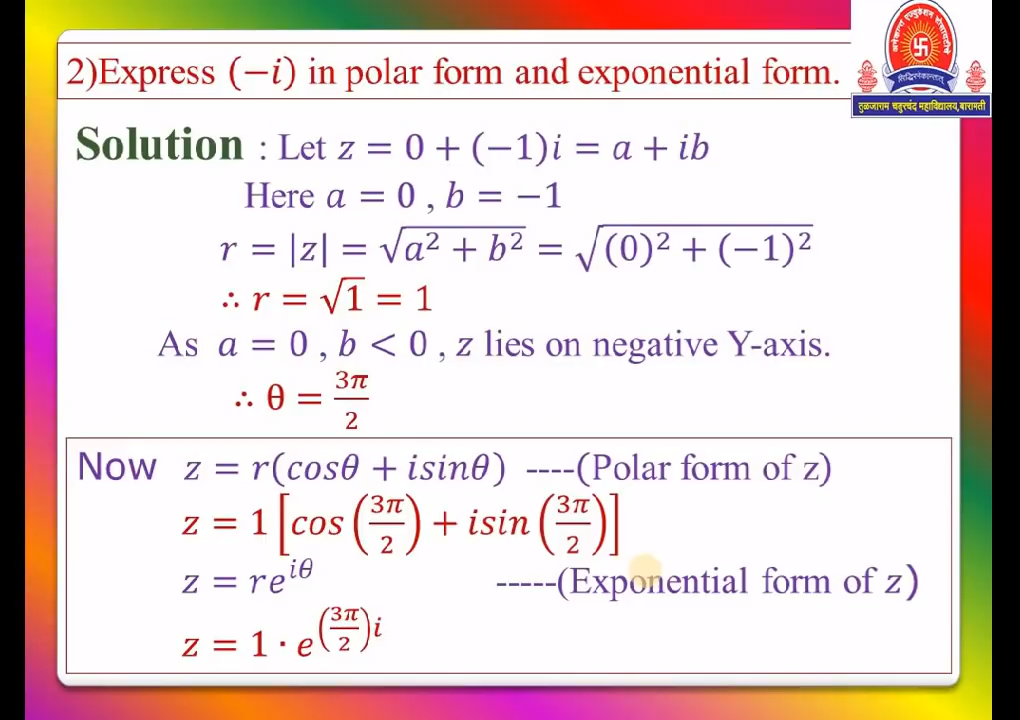 2)Express (−i) in polar form and exponential form.
Solution : Let z = 0 + (−1)i = a + ib
Here a = 0 , b = −1
r = |z| = √(a² + b²) = √((0)² + (−1)²)
∴ r = √1 = 1
As a = 0 , b < 0 , z lies on negative Y-axis.
∴ θ = 3π/2
Now z = r(cosθ + isinθ) ----(Polar form of z)
z = 1 [cos (3π/2) + isin (3π/2)]
z = re^{iθ} -----(Exponential form of z)
z = 1 · e^{(3π/2)i}
सिद्धिरनेकान्तात्
तुळजाराम चतुरचंद महाविद्यालय,बारामती